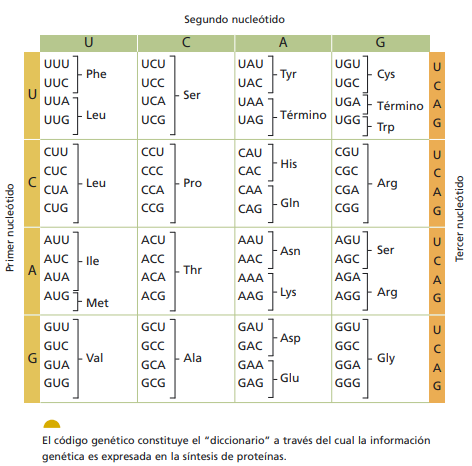 Segundo nucleótido
U C A G
Primer nucleótido
Tercer nucleótido
U
UUU UCU UAU UGU U
Phe Tyr Cys
UUC UCC UAC UGC C
Ser
UUA UCA UAA UGA Término A
Leu Término
UUG UCG UAG UGG Trp G
C
CUU CCU CAU CGU U
His
CUC CCC CAC CGC C
Leu Pro Arg
CUA CCA CAA CGA A
Gln
CUG CCG CAG CGG G
A
AUU ACU AAU AGU U
Asn Ser
AUC ACC AAC AGC C
Ile Thr
AUA ACA AAA AGA A
Lys Arg
AUG Met ACG AAG AGG G
G
GUU GCU GAU GGU U
Asp
GUC GCC GAC GGC C
Val Ala Gly
GUA GCA GAA GGA A
Glu
GUG GCG GAG GGG G
El código genético constituye el “diccionario” a través del cual la información
genética es expresada en la síntesis de proteínas.